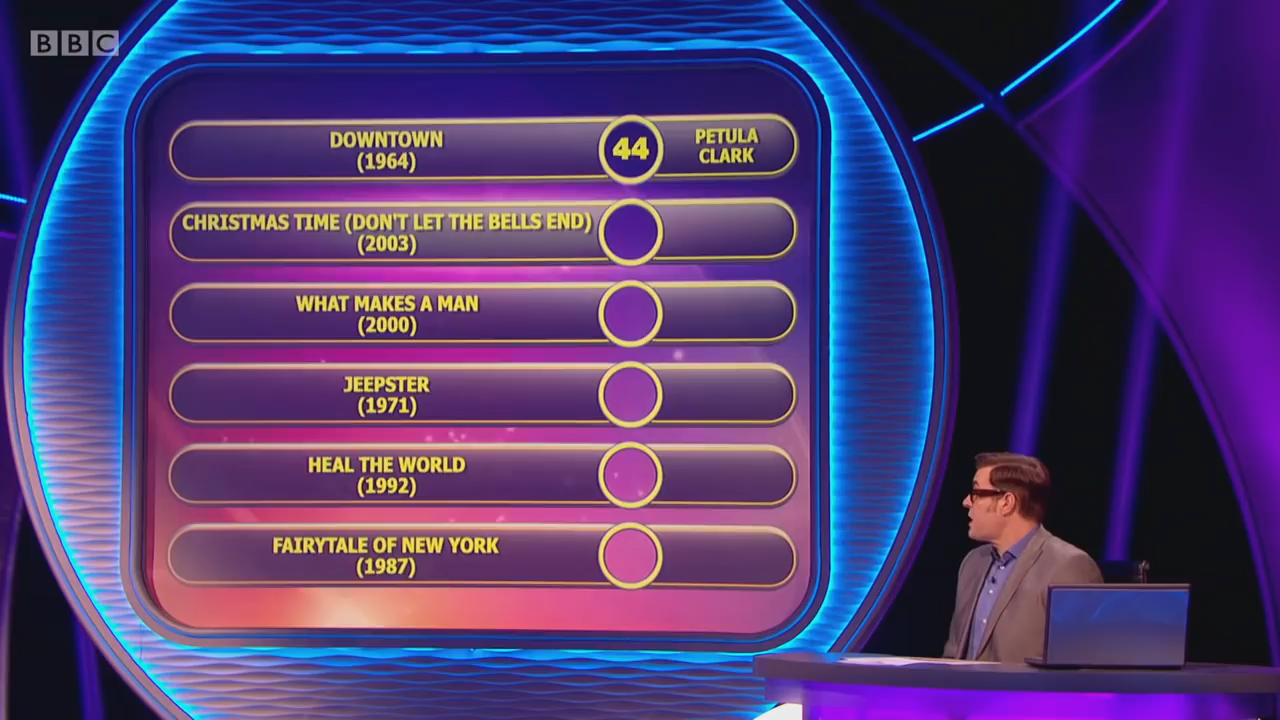 BBC
DOWNTOWN
(1964)
44
PETULA
CLARK
CHRISTMAS TIME (DON'T LET THE BELLS END)
(2003)
WHAT MAKES A MAN
(2000)
JEEPSTER
(1971)
HEAL THE WORLD
(1992)
FAIRYTALE OF NEW YORK
(1987)